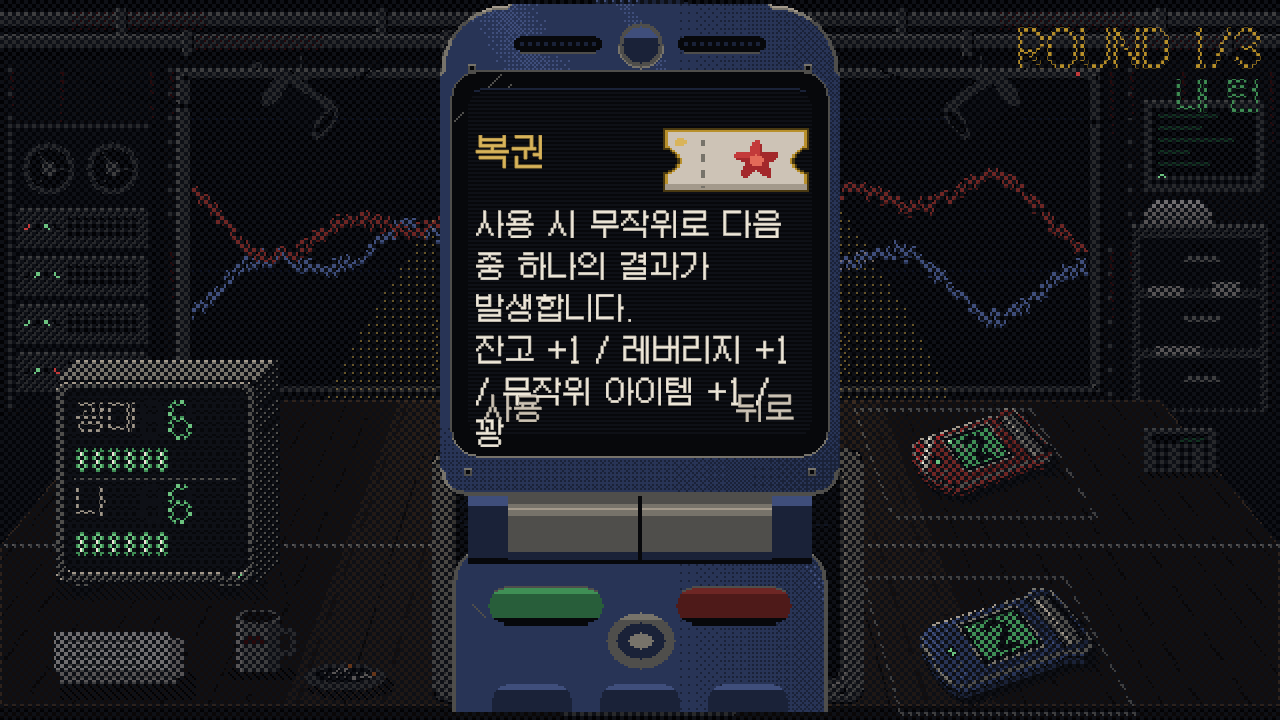 ROUND 1/3
내 턴
복권
사용 시 무작위로 다음
중 하나의 결과가
발생합니다.
잔고 +1 / 레버리지 +1
/ 무작위 아이템 +1 /
꽝
사용
뒤로
6
나 6
2
2